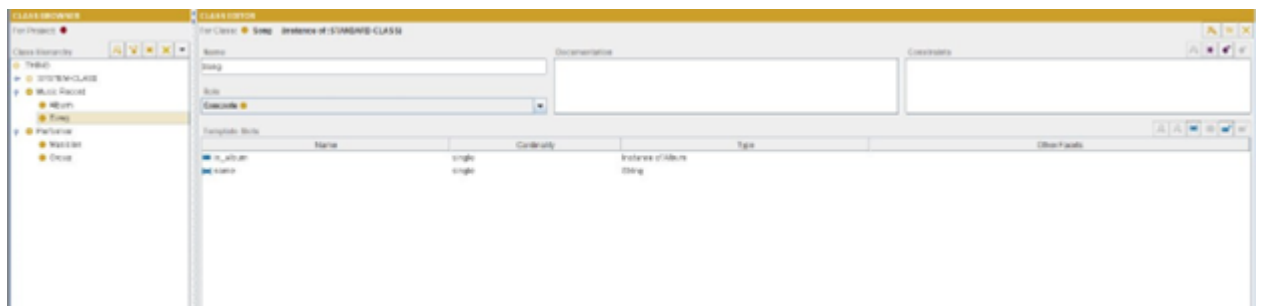 CLASS BROWSER
CLASS EDITOR
For Project:
For Class: Song (instance of :STANDARD-CLASS)
Class Hierarchy
Name
Documentation
Constraints
:THING
Song
:SYSTEM-CLASS
Music Record
Role
Album
Concrete
Song
Performer
Template Slots
Musician
Name
Cardinality
Type
Other Facets
Group
in_album single Instance of Album
name single String